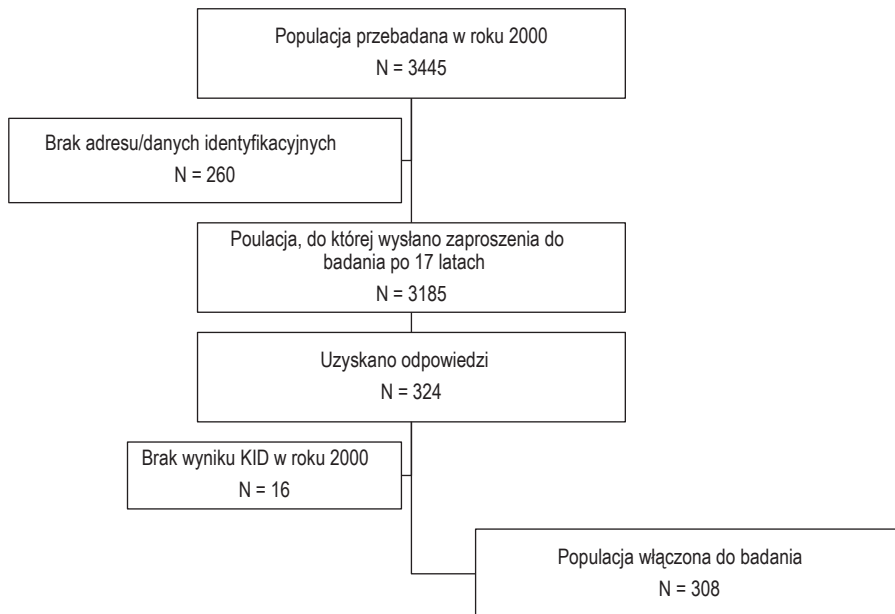 Populacja przebadana w roku 2000
N = 3445
Brak adresu/danych identyfikacyjnych
N = 260
Poulacja, do której wysłano zaproszenia do
badania po 17 latach
N = 3185
Uzyskano odpowiedzi
N = 324
Brak wyniku KID w roku 2000
N = 16
Populacja włączona do badania
N = 308